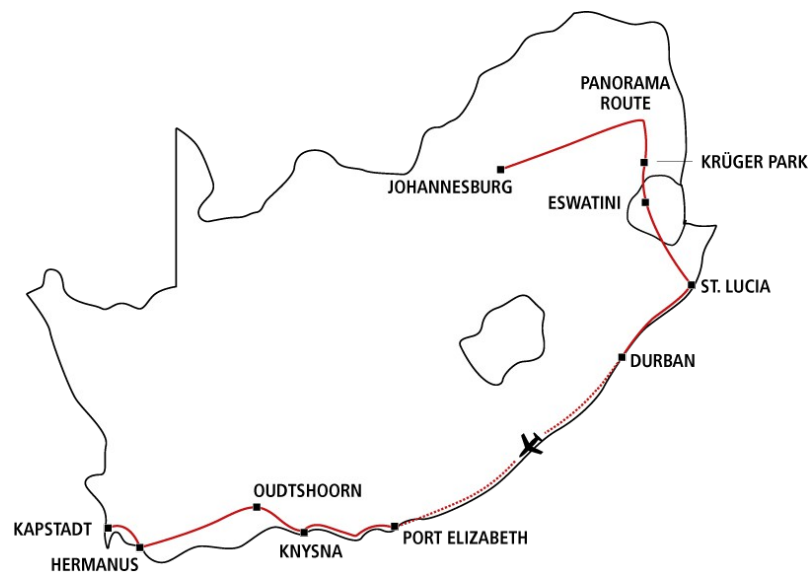 PANORAMA
ROUTE
KRÜGER PARK
JOHANNESBURG
ESWATINI
ST. LUCIA
DURBAN
OUDTSHOORN
KAPSTADT
PORT ELIZABETH
KNYSNA
HERMANUS